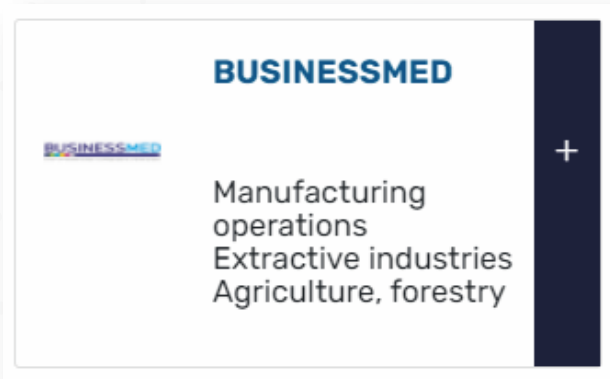 BUSINESSMED
BUSINESSMED
Manufacturing
operations
Extractive industries
Agriculture, forestry
+